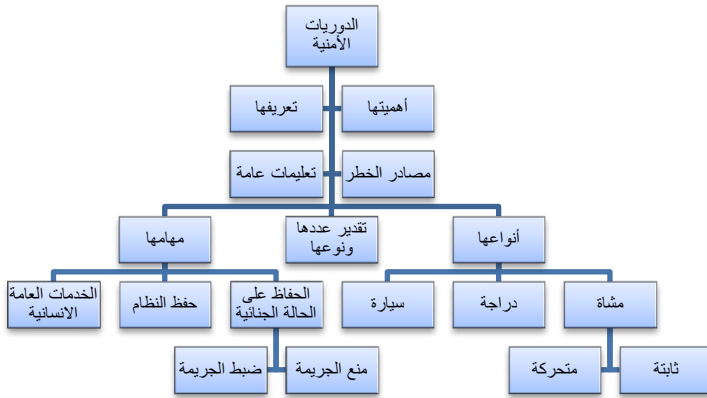 الدوريات
الأمنية
أهميتها
تعريفها
مصادر الخطر
تعليمات عامة
أنواعها
تقدير عددها
ونوعها
مهامها
مشاة
دراجة
سيارة
الحفاظ على
الحالة الجنائية
حفظ النظام
الخدمات العامة
الانسانية
ثابتة
متحركة
منع الجريمة
ضبط الجريمة